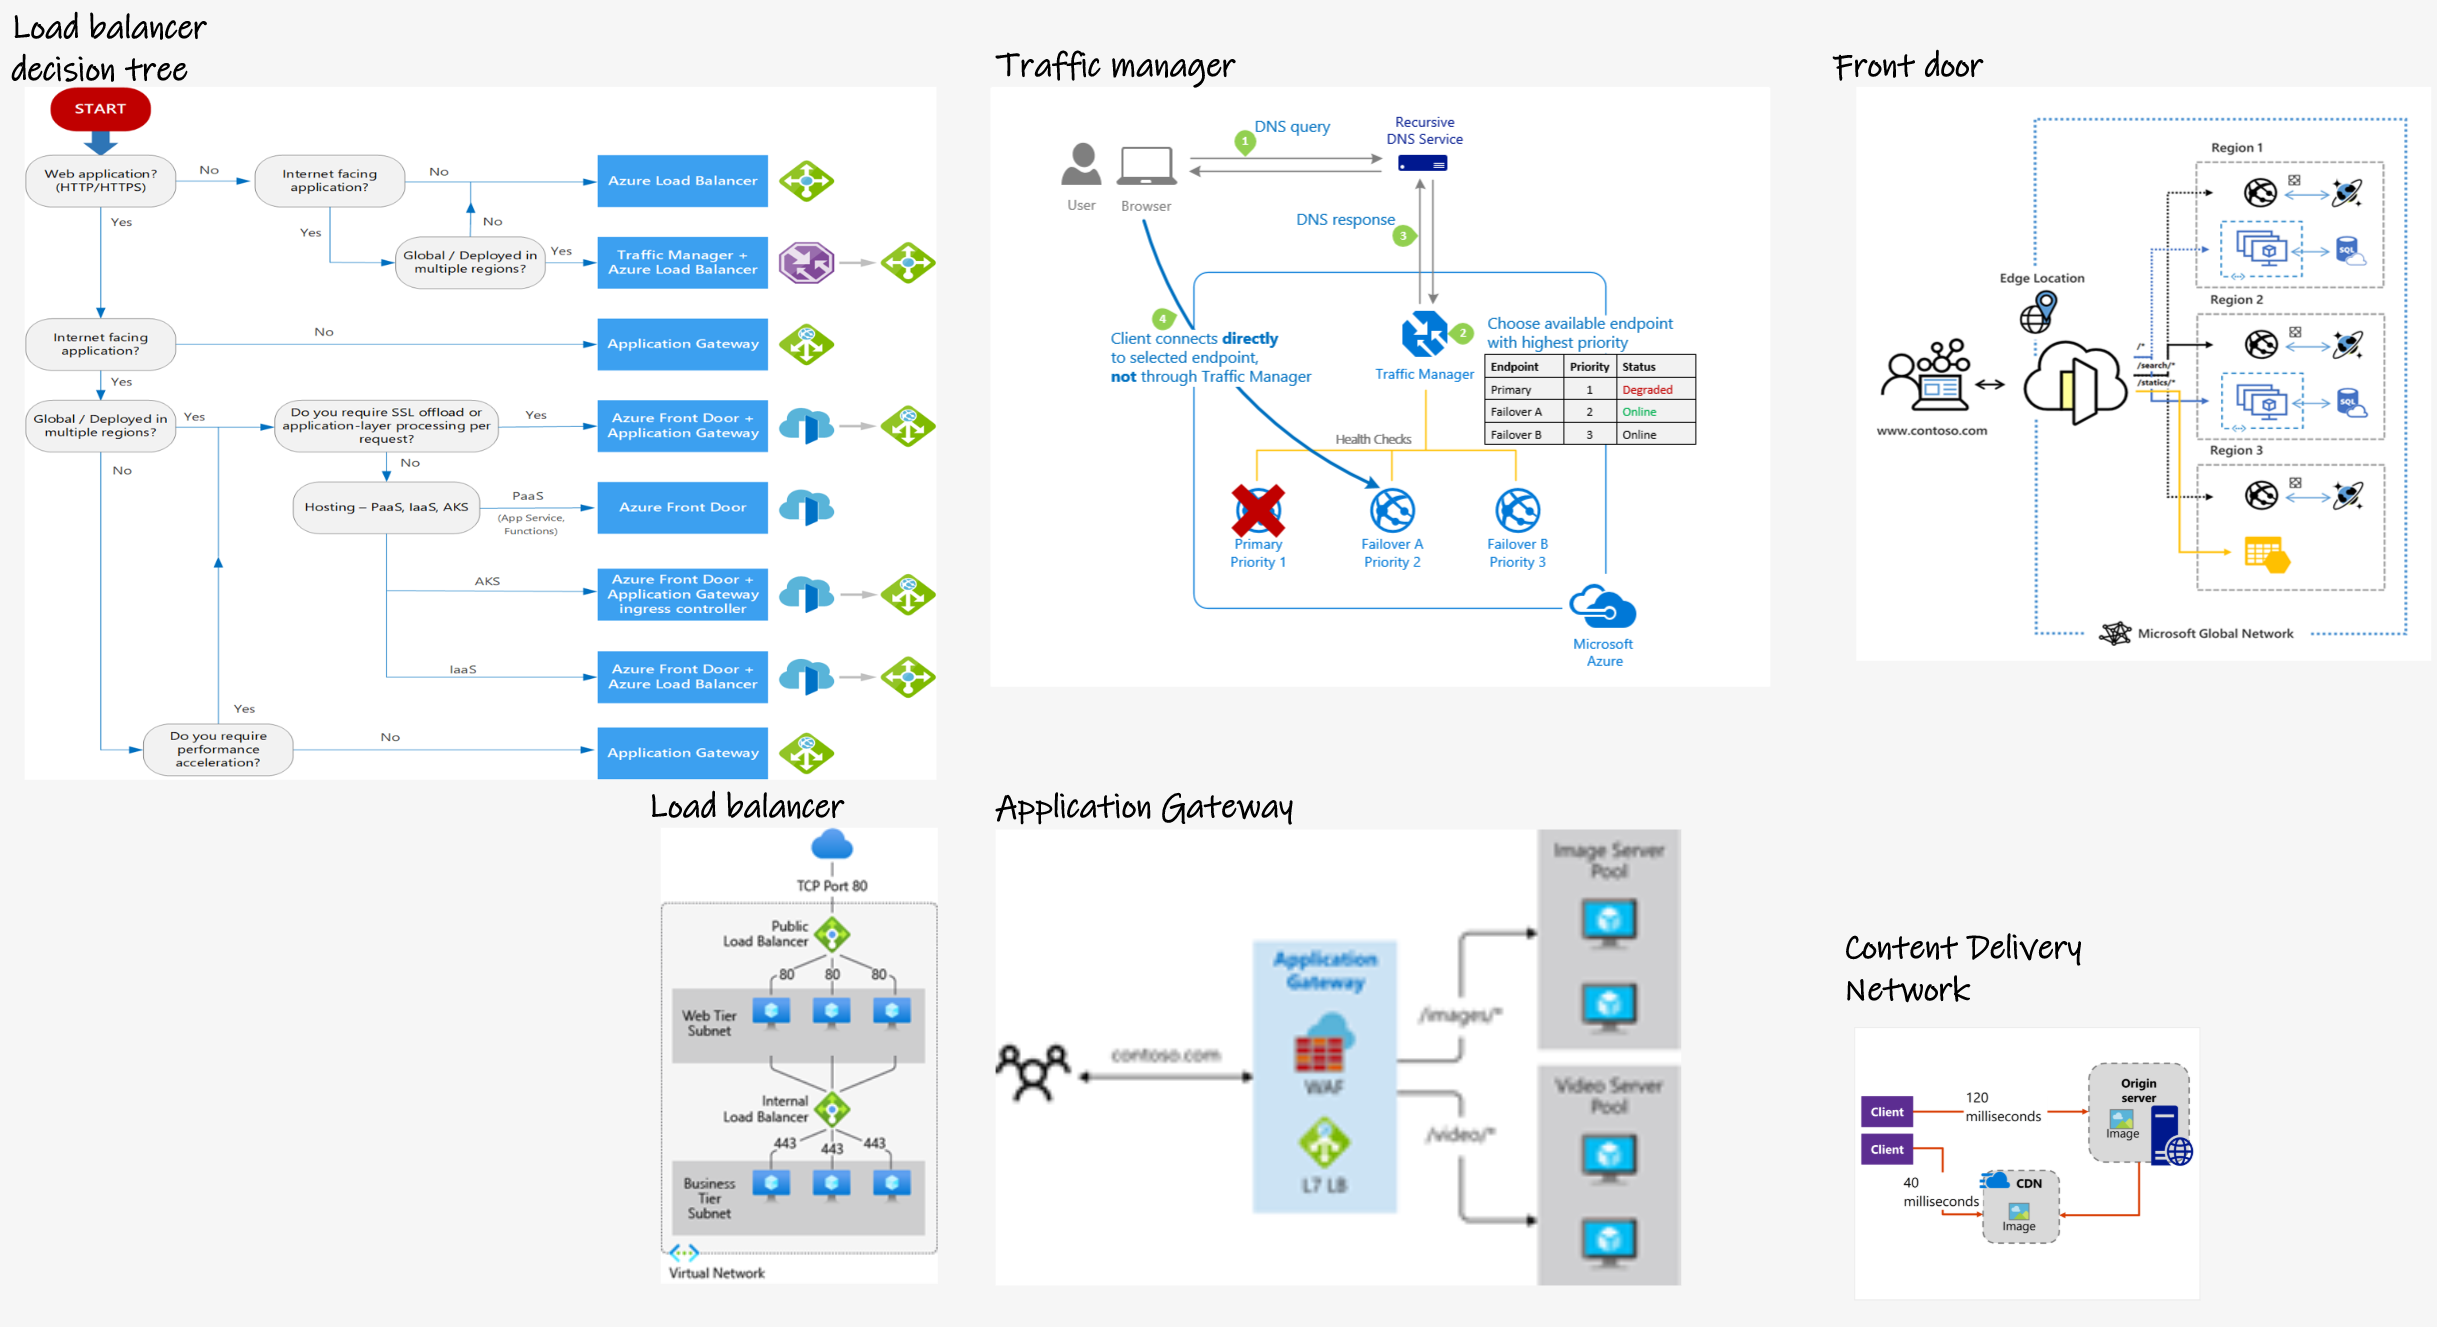 Load balancer
decision tree
START
Web application?
(HTTP/HTTPS)
No
Internet facing
application?
No
Azure Load Balancer
Yes
Yes
No
Global / Deployed in
multiple regions?
Yes
Traffic Manager +
Azure Load Balancer
Internet facing
application?
No
Application Gateway
Yes
Global / Deployed in
multiple regions?
Yes
Do you require SSL offload or
application-layer processing per
request?
Yes
Azure Front Door +
Application Gateway
No
No
Hosting – PaaS, IaaS, AKS
PaaS
(App Service,
Functions)
Azure Front Door
AKS
Azure Front Door +
Application Gateway
ingress controller
IaaS
Azure Front Door +
Azure Load Balancer
Yes
Do you require
performance
acceleration?
No
Application Gateway
Traffic manager
User
Browser
1
DNS query
Recursive
DNS Service
DNS response
3
4
Client connects directly
to selected endpoint,
not through Traffic Manager
Traffic Manager
2
Choose available endpoint
with highest priority
Endpoint Priority Status
Primary 1 Degraded
Failover A 2 Online
Failover B 3 Online
Health Checks
Primary
Priority 1
Failover A
Priority 2
Failover B
Priority 3
Microsoft
Azure
Front door
www.contoso.com
Edge Location
/*
/search/*
/statics/*
Region 1
SQL
Region 2
SQL
Region 3
Microsoft Global Network
Load balancer
TCP Port 80
Public
Load Balancer
80 80 80
Web Tier
Subnet
Internal
Load Balancer
443 443 443
Business
Tier
Subnet
Virtual Network
Application Gateway
contoso.com
Application
Gateway
WAF
L7 LB
/images/*
/video/*
Image Server
Pool
Video Server
Pool
Content Delivery
Network
Client
120
milliseconds
Origin
server
Image
Client
40
milliseconds
CDN
Image